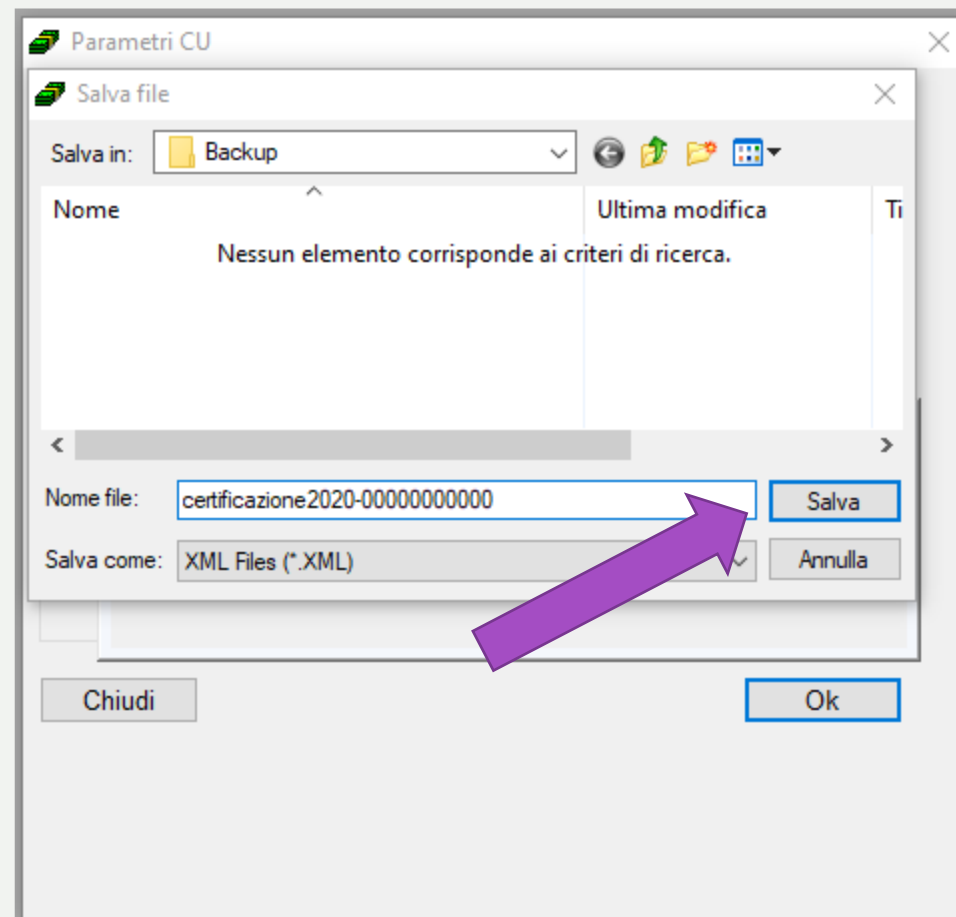 Parametri CU
Salva file
Salva in: Backup
Nome Ultima modifica Ti
Nessun elemento corrisponde ai criteri di ricerca.
Nome file: certificazione2020-00000000000 Salva
Salva come: XML Files (*.XML) Annulla
Chiudi Ok